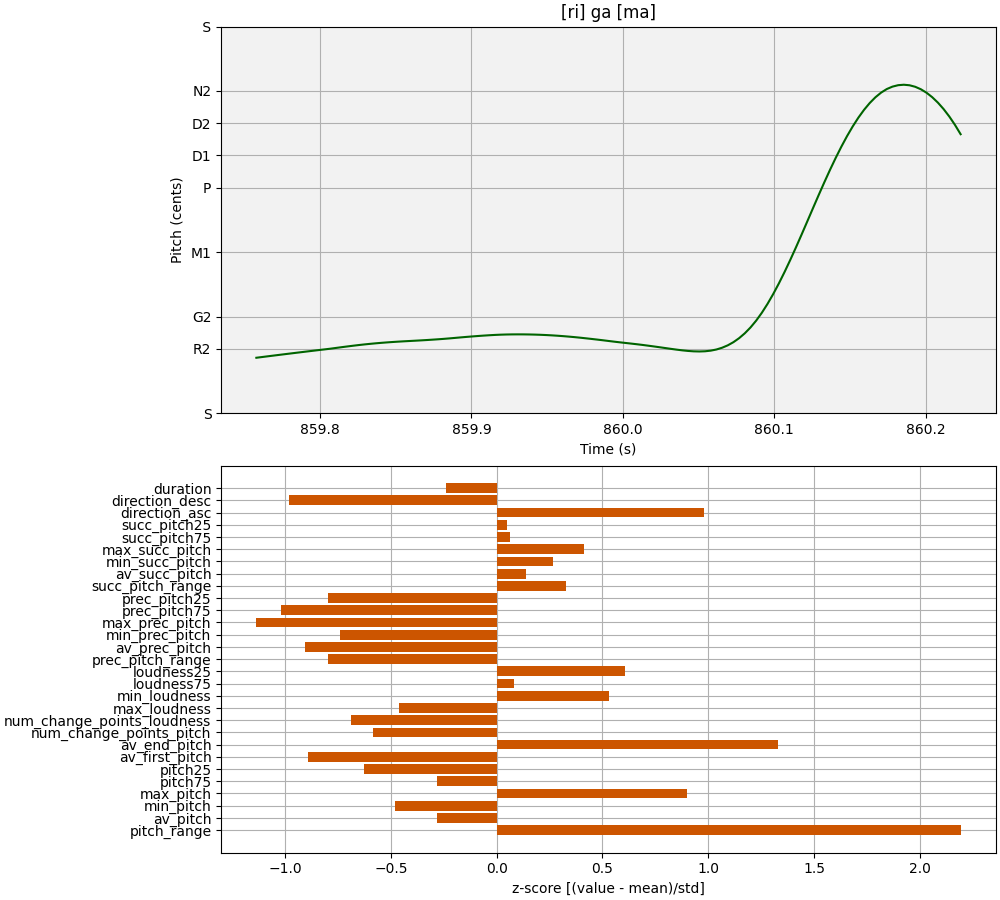 [ri] ga [ma]
S
N2
D2
D1
P
M1
G2
R2
S
Pitch (cents)
859.8
859.9
860.0
860.1
860.2
Time (s)
duration
direction_desc
direction_asc
succ_pitch25
succ_pitch75
max_succ_pitch
min_succ_pitch
av_succ_pitch
succ_pitch_range
prec_pitch25
prec_pitch75
max_prec_pitch
min_prec_pitch
av_prec_pitch
prec_pitch_range
loudness25
loudness75
min_loudness
max_loudness
num_change_points_loudness
num_change_points_pitch
av_end_pitch
av_first_pitch
pitch25
pitch75
max_pitch
min_pitch
av_pitch
pitch_range
−1.0
−0.5
0.0
0.5
1.0
1.5
2.0
z-score [(value - mean)/std]